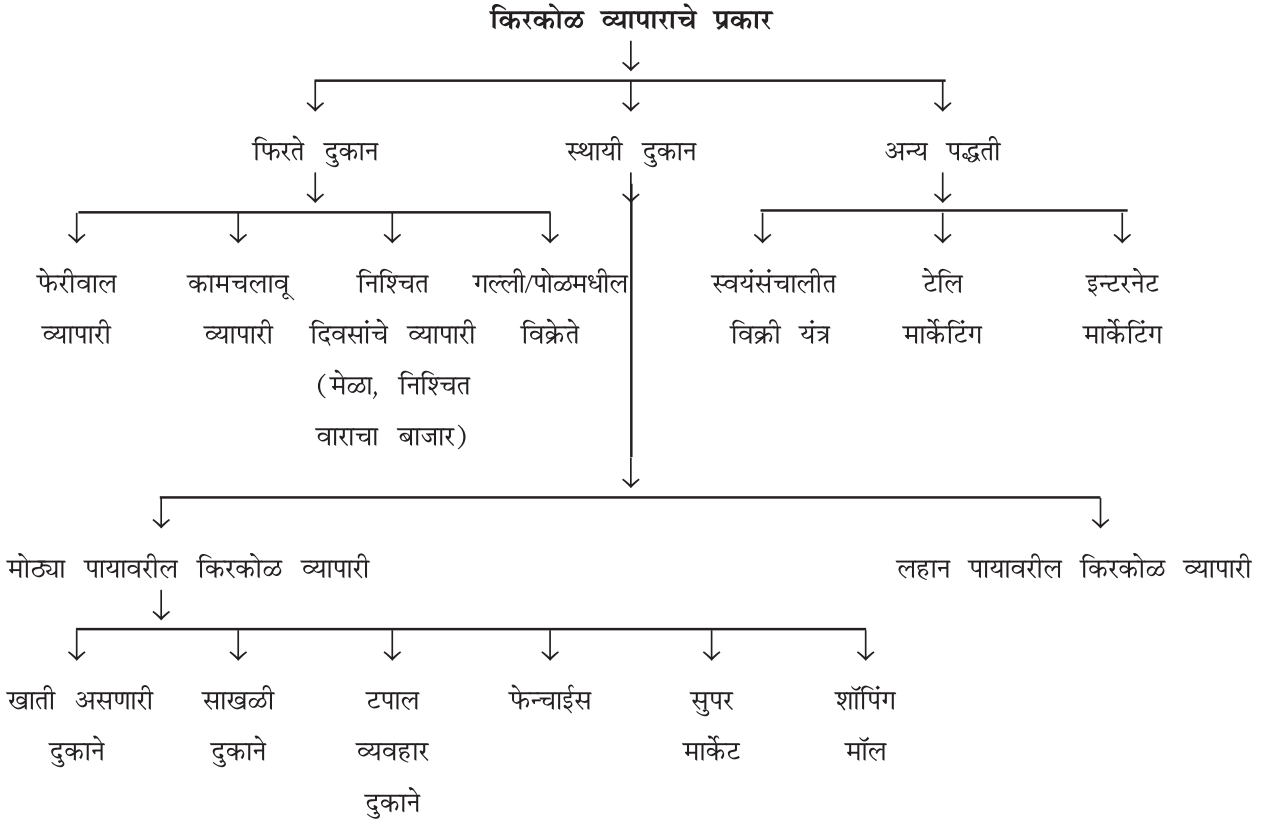 किरकोळ व्यापाराचे प्रकार
फिरते दुकान स्थायी दुकान अन्य पद्धती
फेरीवाल कामचलावू निश्चित गल्ली/पोळमधील स्वयंसंचालीत टेलि इन्टरनेट
व्यापारी व्यापारी दिवसांचे व्यापारी विक्रेते विक्री यंत्र मार्केटिंग मार्केटिंग
(मेळा, निश्चित
वाराचा बाजार)
मोठ्या पायावरील किरकोळ व्यापारी लहान पायावरील किरकोळ व्यापारी
खाती असणारी साखळी टपाल फेन्चाईस सुपर शॉपिंग
दुकाने दुकाने व्यवहार मार्केट मॉल
दुकाने